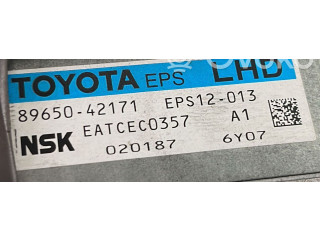 TOYOTA EPS LHD
89650-42171 EPS12-013
NSK EATCEC0357 A1
020187 6Y07